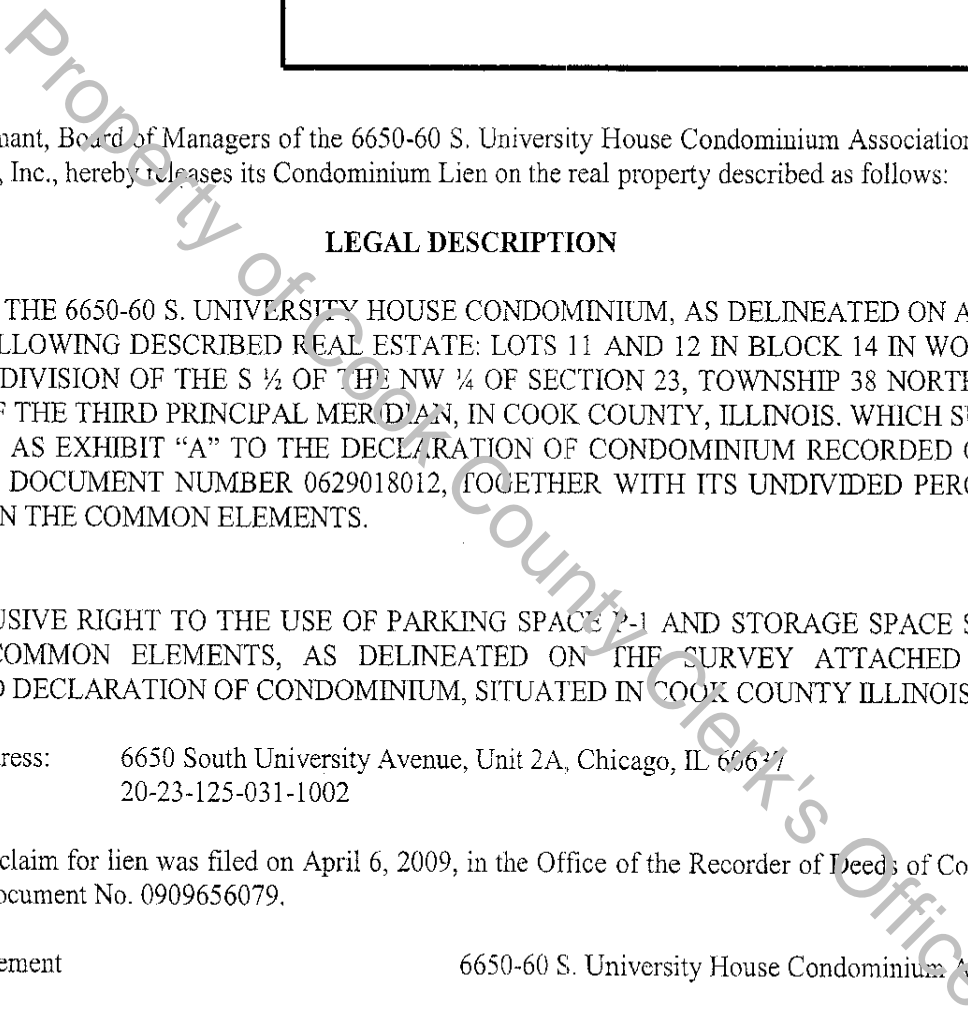 nant, Board of Managers of the 6650-60 S. University House Condominium Association
, Inc., hereby releases its Condominium Lien on the real property described as follows:
LEGAL DESCRIPTION
THE 6650-60 S. UNIVERSITY HOUSE CONDOMINIUM, AS DELINEATED ON A
LLOWING DESCRIBED REAL ESTATE: LOTS 11 AND 12 IN BLOCK 14 IN WO
DIVISION OF THE S ½ OF THE NW ¼ OF SECTION 23, TOWNSHIP 38 NORTH
F THE THIRD PRINCIPAL MERIDIAN, IN COOK COUNTY, ILLINOIS. WHICH SU
AS EXHIBIT “A” TO THE DECLARATION OF CONDOMINIUM RECORDED O
DOCUMENT NUMBER 0629018012, TOGETHER WITH ITS UNDIVIDED PERC
N THE COMMON ELEMENTS.
USIVE RIGHT TO THE USE OF PARKING SPACE P-1 AND STORAGE SPACE S
COMMON ELEMENTS, AS DELINEATED ON THE SURVEY ATTACHED
D DECLARATION OF CONDOMINIUM, SITUATED IN COOK COUNTY ILLINOIS
ress: 6650 South University Avenue, Unit 2A, Chicago, IL 60637
20-23-125-031-1002
claim for lien was filed on April 6, 2009, in the Office of the Recorder of Deeds of Co
ocument No. 0909656079.
ement 6650-60 S. University House Condominium A
Property of Cook County Clerk's Office